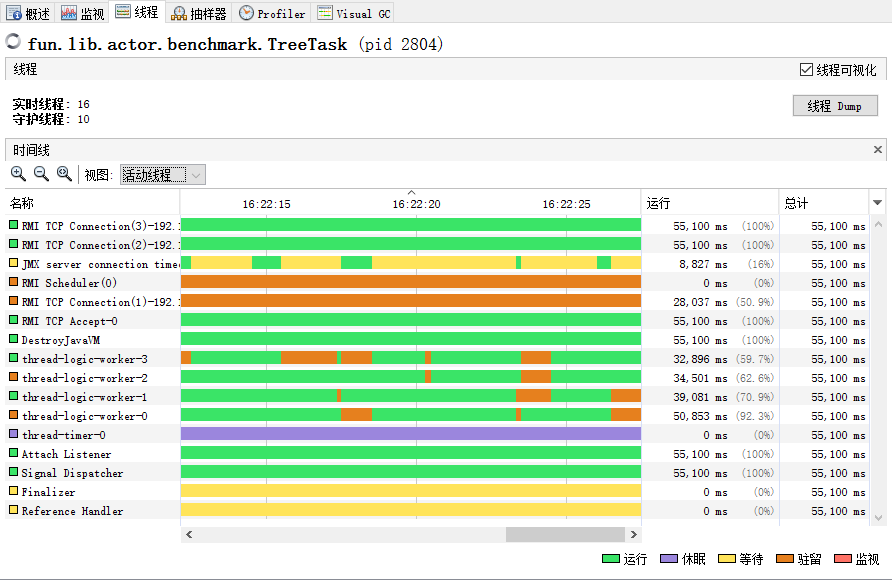 概述 监视 线程 抽样器 Profiler Visual GC
fun.lib.actor.benchmark.TreeTask (pid 2804)
线程 线程可视化
实时线程: 16
守护线程: 10
线程 Dump
时间线
视图: 活动线程
名称 16:22:15 16:22:20 16:22:25 运行 总计
RMI TCP Connection(3)-192. 55,100 ms (100%) 55,100 ms
RMI TCP Connection(2)-192. 55,100 ms (100%) 55,100 ms
JMX server connection time 8,827 ms (16%) 55,100 ms
RMI Scheduler(0) 0 ms (0%) 55,100 ms
RMI TCP Connection(1)-192. 28,037 ms (50.9%) 55,100 ms
RMI TCP Accept-0 55,100 ms (100%) 55,100 ms
DestroyJavaVM 55,100 ms (100%) 55,100 ms
thread-logic-worker-3 32,896 ms (59.7%) 55,100 ms
thread-logic-worker-2 34,501 ms (62.6%) 55,100 ms
thread-logic-worker-1 39,081 ms (70.9%) 55,100 ms
thread-logic-worker-0 50,853 ms (92.3%) 55,100 ms
thread-timer-0 0 ms (0%) 55,100 ms
Attach Listener 55,100 ms (100%) 55,100 ms
Signal Dispatcher 55,100 ms (100%) 55,100 ms
Finalizer 0 ms (0%) 55,100 ms
Reference Handler 0 ms (0%) 55,100 ms
运行 休眠 等待 驻留 监视